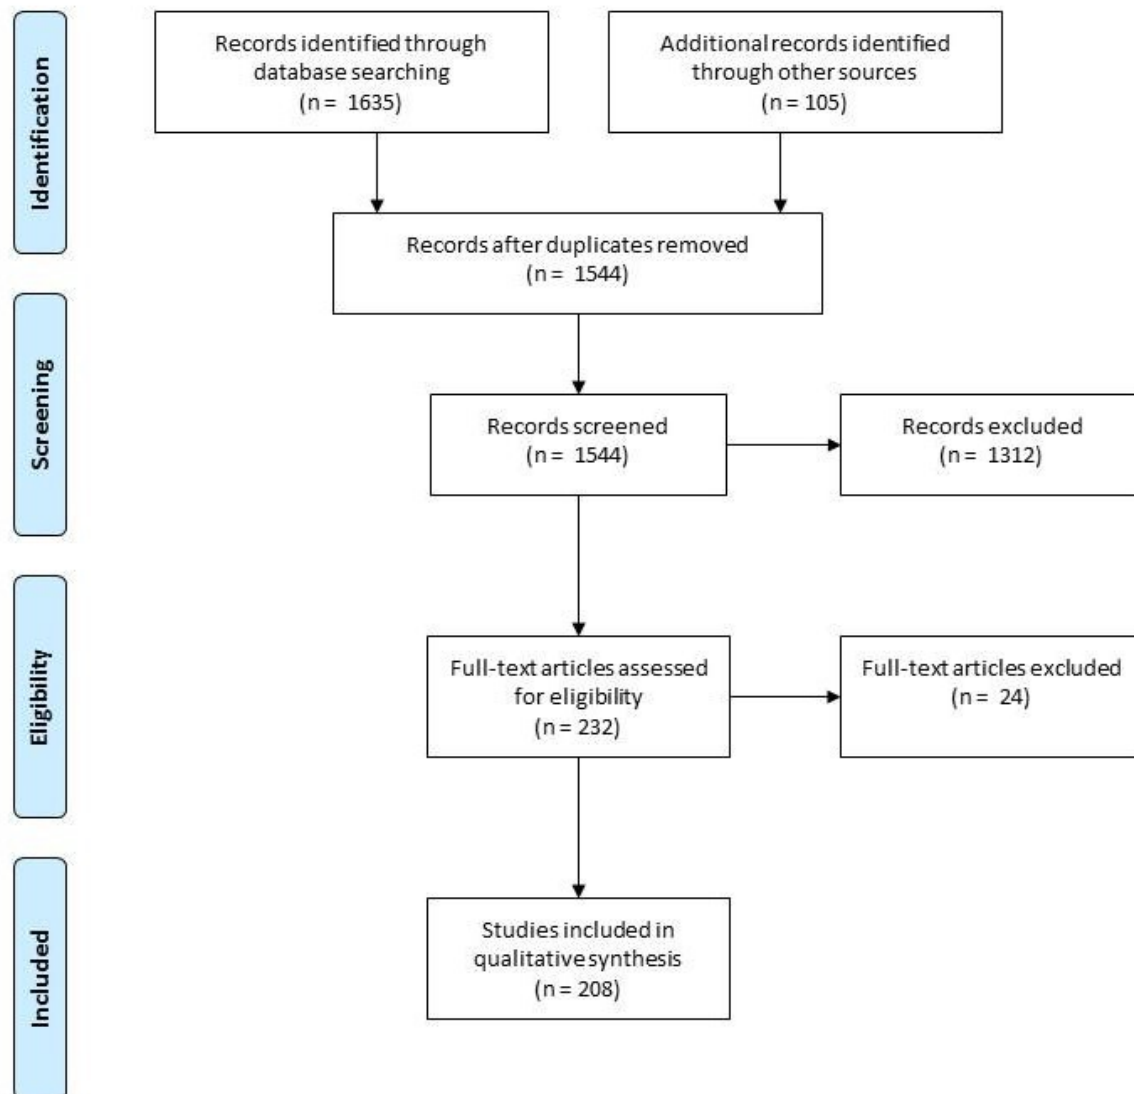 Identification
Records identified through
database searching
(n = 1635)
Additional records identified
through other sources
(n = 105)
Records after duplicates removed
(n = 1544)
Screening
Records screened
(n = 1544)
Records excluded
(n = 1312)
Eligibility
Full-text articles assessed
for eligibility
(n = 232)
Full-text articles excluded
(n = 24)
Included
Studies included in
qualitative synthesis
(n = 208)